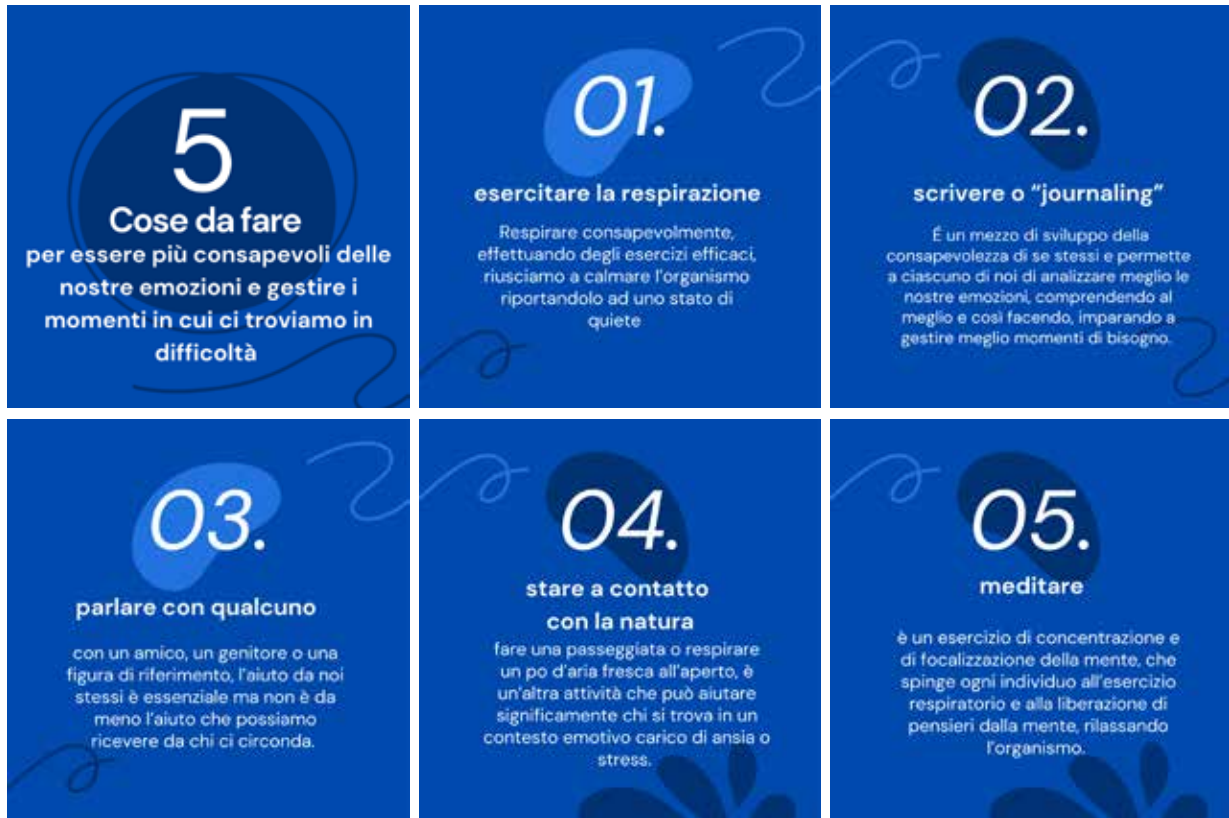 5
Cose da fare
per essere più consapevoli delle
nostre emozioni e gestire i
momenti in cui ci troviamo in
difficoltà
01.
esercitare la respirazione
Respirare consapevolmente,
effettuando degli esercizi efficaci,
riusciamo a calmare l'organismo
riportandolo ad uno stato di
quiete
02.
scrivere o "journaling"
É un mezzo di sviluppo della
consapevolezza di se stessi e permette
a ciascuno di noi di analizzare meglio le
nostre emozioni, comprendendo al
meglio e così facendo, imparando a
gestire meglio momenti di bisogno.
03.
parlare con qualcuno
con un amico, un genitore o una
figura di riferimento, l'aiuto da noi
stessi è essenziale ma non è da
meno l'aiuto che possiamo
ricevere da chi ci circonda.
04.
stare a contatto
con la natura
fare una passeggiata o respirare
un po d'aria fresca all'aperto, è
un'altra attività che può aiutare
significamente chi si trova in un
contesto emotivo carico di ansia o
stress.
05.
meditare
è un esercizio di concentrazione e
di focalizzazione della mente, che
spinge ogni individuo all'esercizio
respiratorio e alla liberazione di
pensieri dalla mente, rilassando
l'organismo.